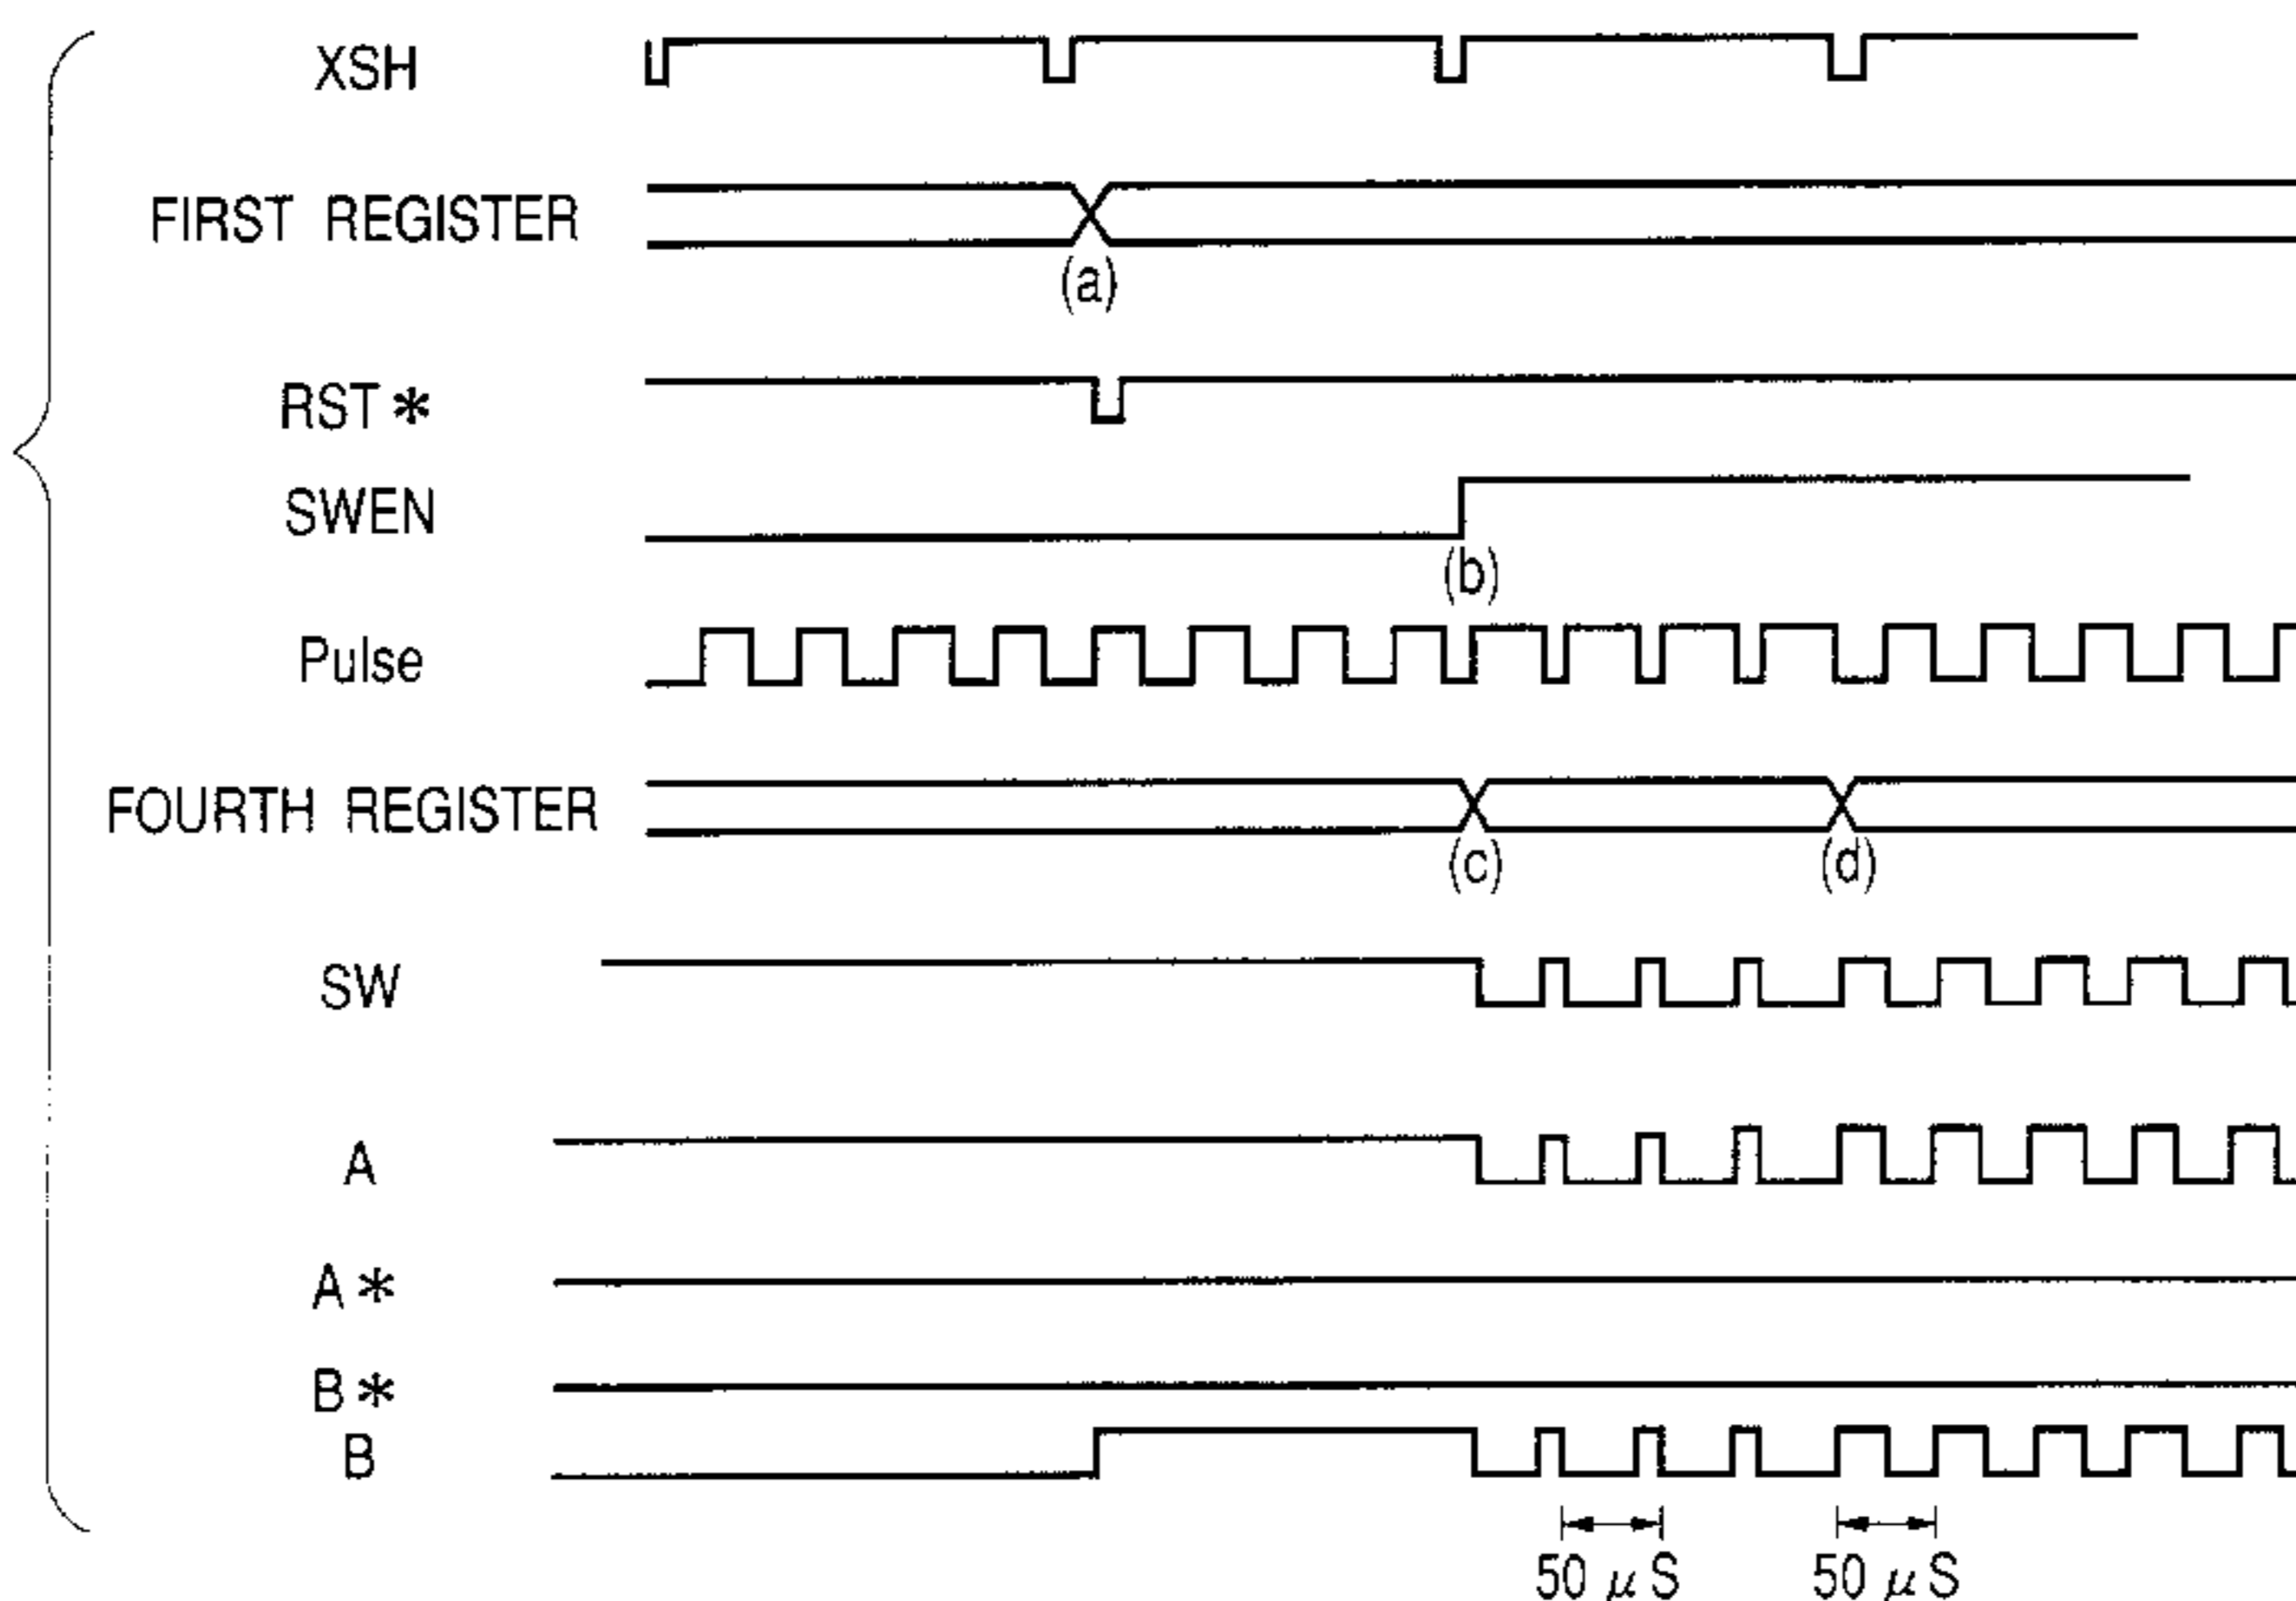 XSH
FIRST REGISTER
(a)
RST *
SWEN
(b)
Pulse
FOURTH REGISTER
(c) (d)
SW
A
A *
B *
B
50 μS 50 μS